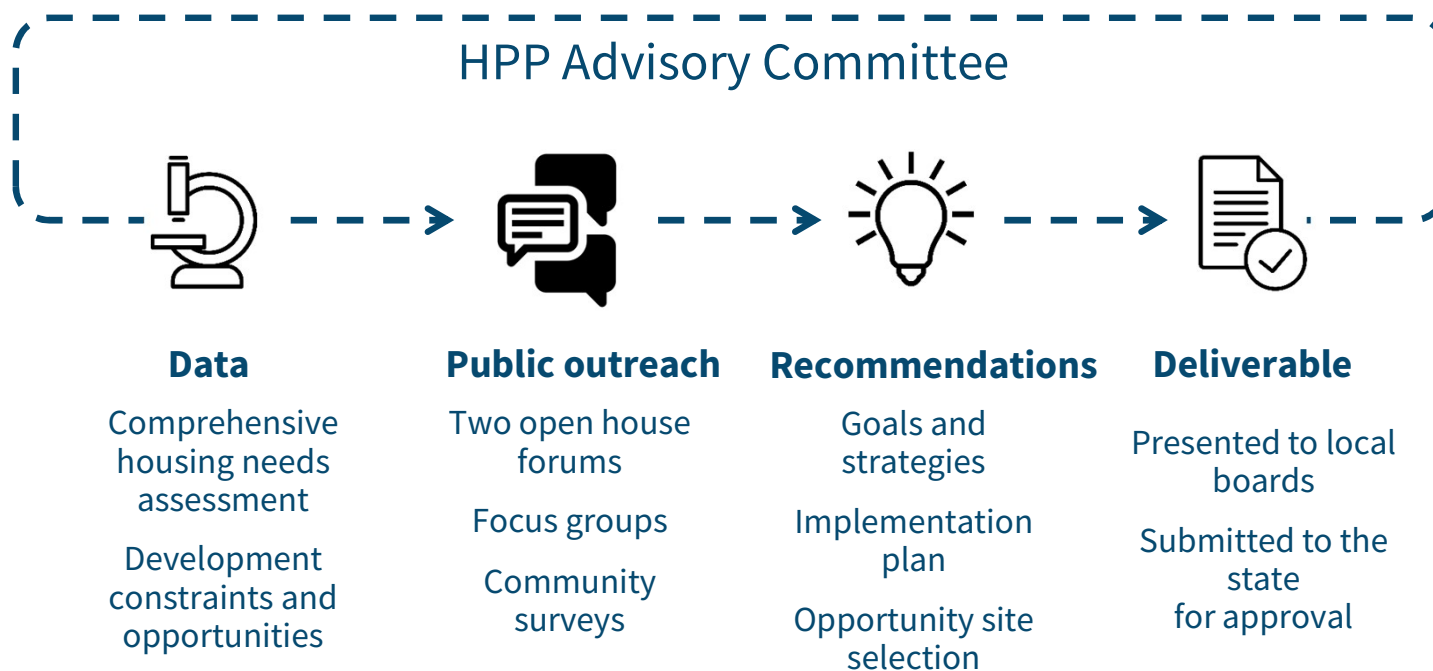 HPP Advisory Committee
Data
Comprehensive
housing needs
assessment
Development
constraints and
opportunities
Public outreach
Two open house
forums
Focus groups
Community
surveys
Recommendations
Goals and
strategies
Implementation
plan
Opportunity site
selection
Deliverable
Presented to local
boards
Submitted to the
state
for approval